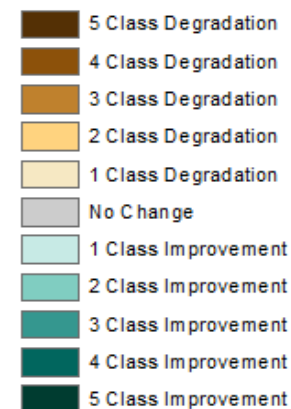 5 Class Degradation
4 Class Degradation
3 Class Degradation
2 Class Degradation
1 Class Degradation
No Change
1 Class Improvement
2 Class Improvement
3 Class Improvement
4 Class Improvement
5 Class Improvement